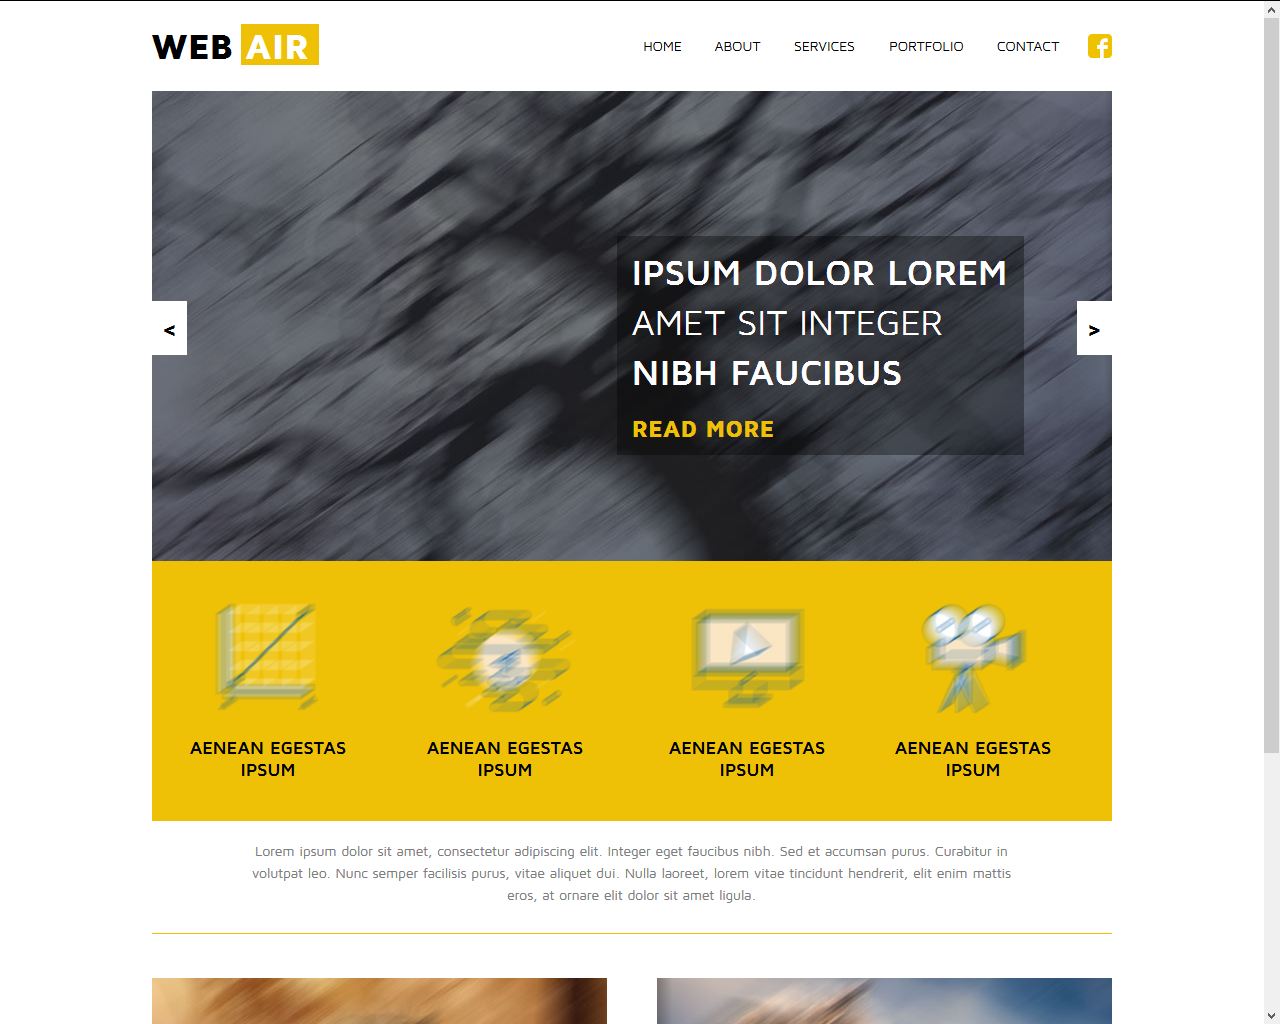 WEB AIR
HOME ABOUT SERVICES PORTFOLIO CONTACT
IPSUM DOLOR LOREM
AMET SIT INTEGER
NIBH FAUCIBUS
READ MORE
< >
AENEAN EGESTAS IPSUM
AENEAN EGESTAS IPSUM
AENEAN EGESTAS IPSUM
AENEAN EGESTAS IPSUM
Lorem ipsum dolor sit amet, consectetur adipiscing elit. Integer eget faucibus nibh. Sed et accumsan purus. Curabitur in
volutpat leo. Nunc semper facilisis purus, vitae aliquet dui. Nulla laoreet, lorem vitae tincidunt hendrerit, elit enim mattis
eros, at ornare elit dolor sit amet ligula.